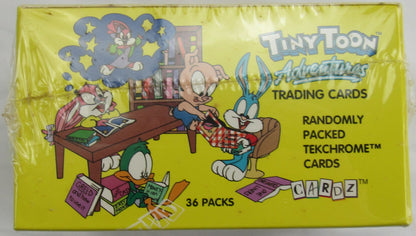 TINY TOON
Adventures
TRADING CARDS
RANDOMLY
PACKED
TEKCHROME™
CARDS
CARDZ™
36 PACKS